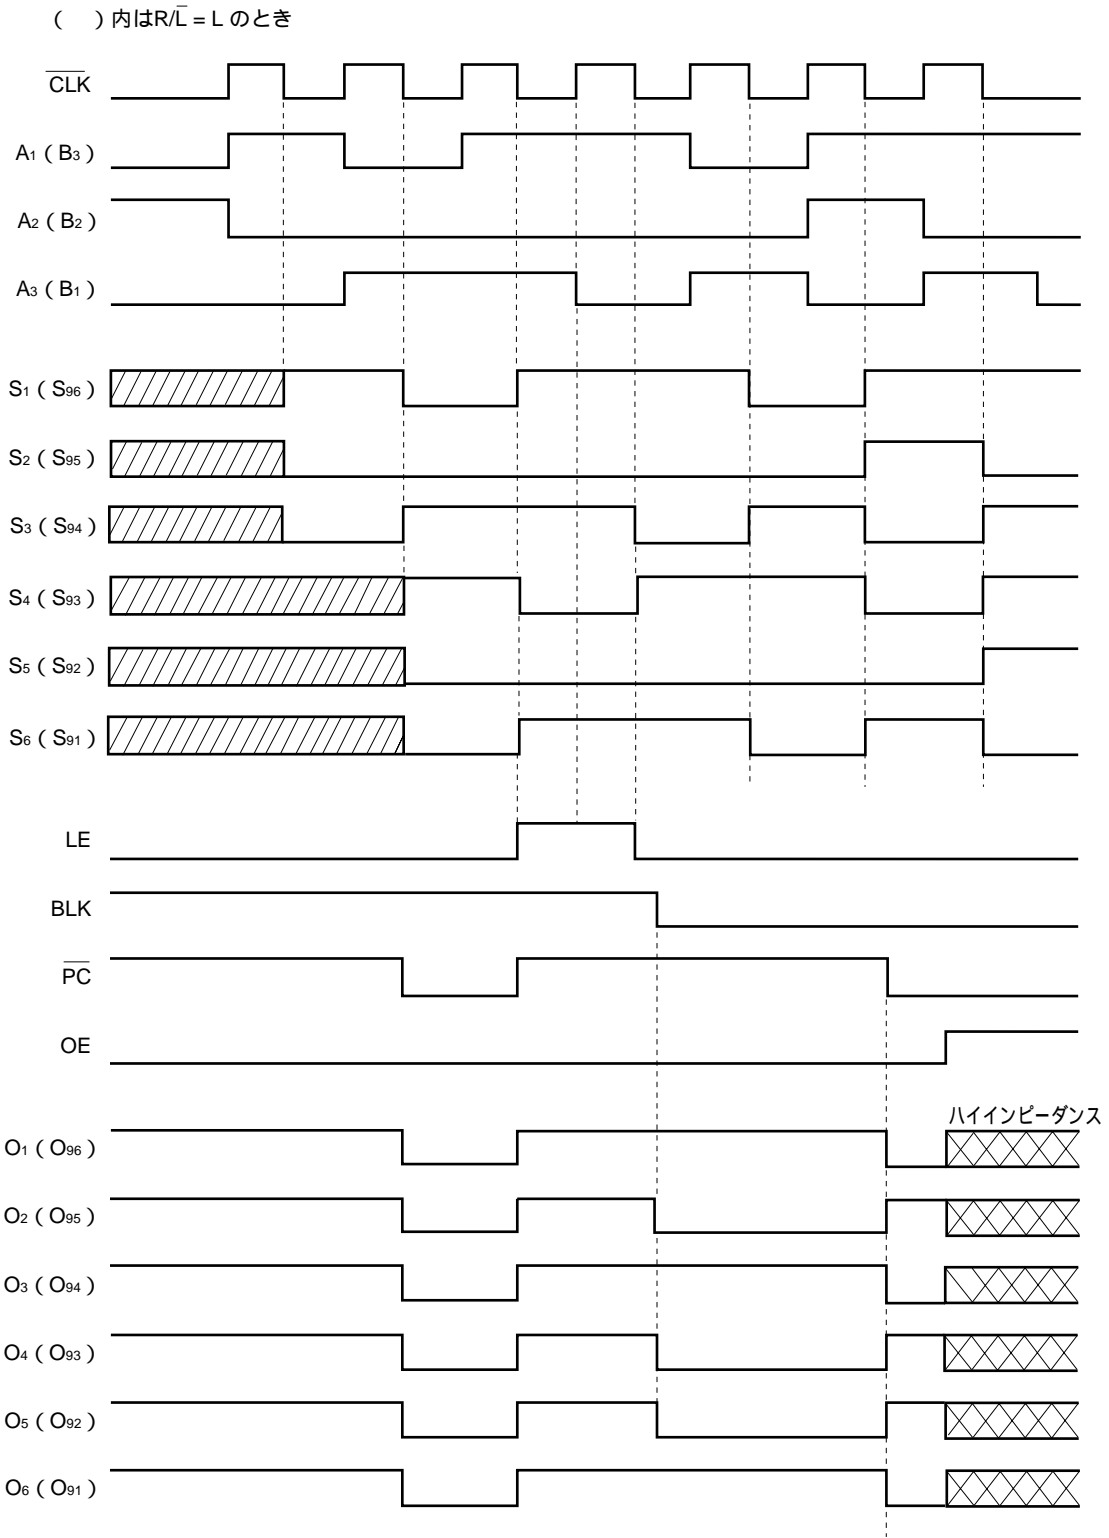 (　)内はR/L̅ = L のとき
C̅L̅K̅
A₁ ( B₃ )
A₂ ( B₂ )
A₃ ( B₁ )
S₁ ( S₉₆ )
S₂ ( S₉₅ )
S₃ ( S₉₄ )
S₄ ( S₉₃ )
S₅ ( S₉₂ )
S₆ ( S₉₁ )
LE
BLK
P̅C̅
OE
ハイインピーダンス
O₁ ( O₉₆ )
O₂ ( O₉₅ )
O₃ ( O₉₄ )
O₄ ( O₉₃ )
O₅ ( O₉₂ )
O₆ ( O₉₁ )